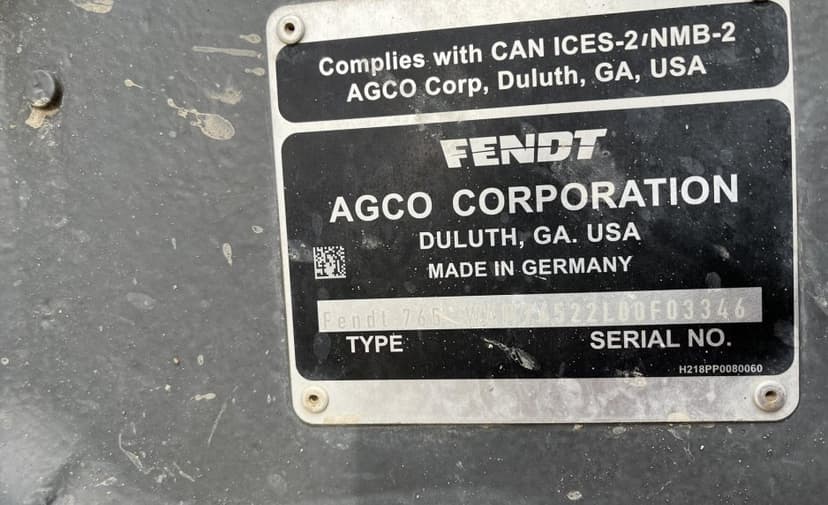 Complies with CAN ICES-2/NMB-2
AGCO Corp, Duluth, GA, USA
FENDT
AGCO CORPORATION
DULUTH, GA. USA
MADE IN GERMANY
Fendt 765
TYPE SERIAL NO.
H218PP0080060